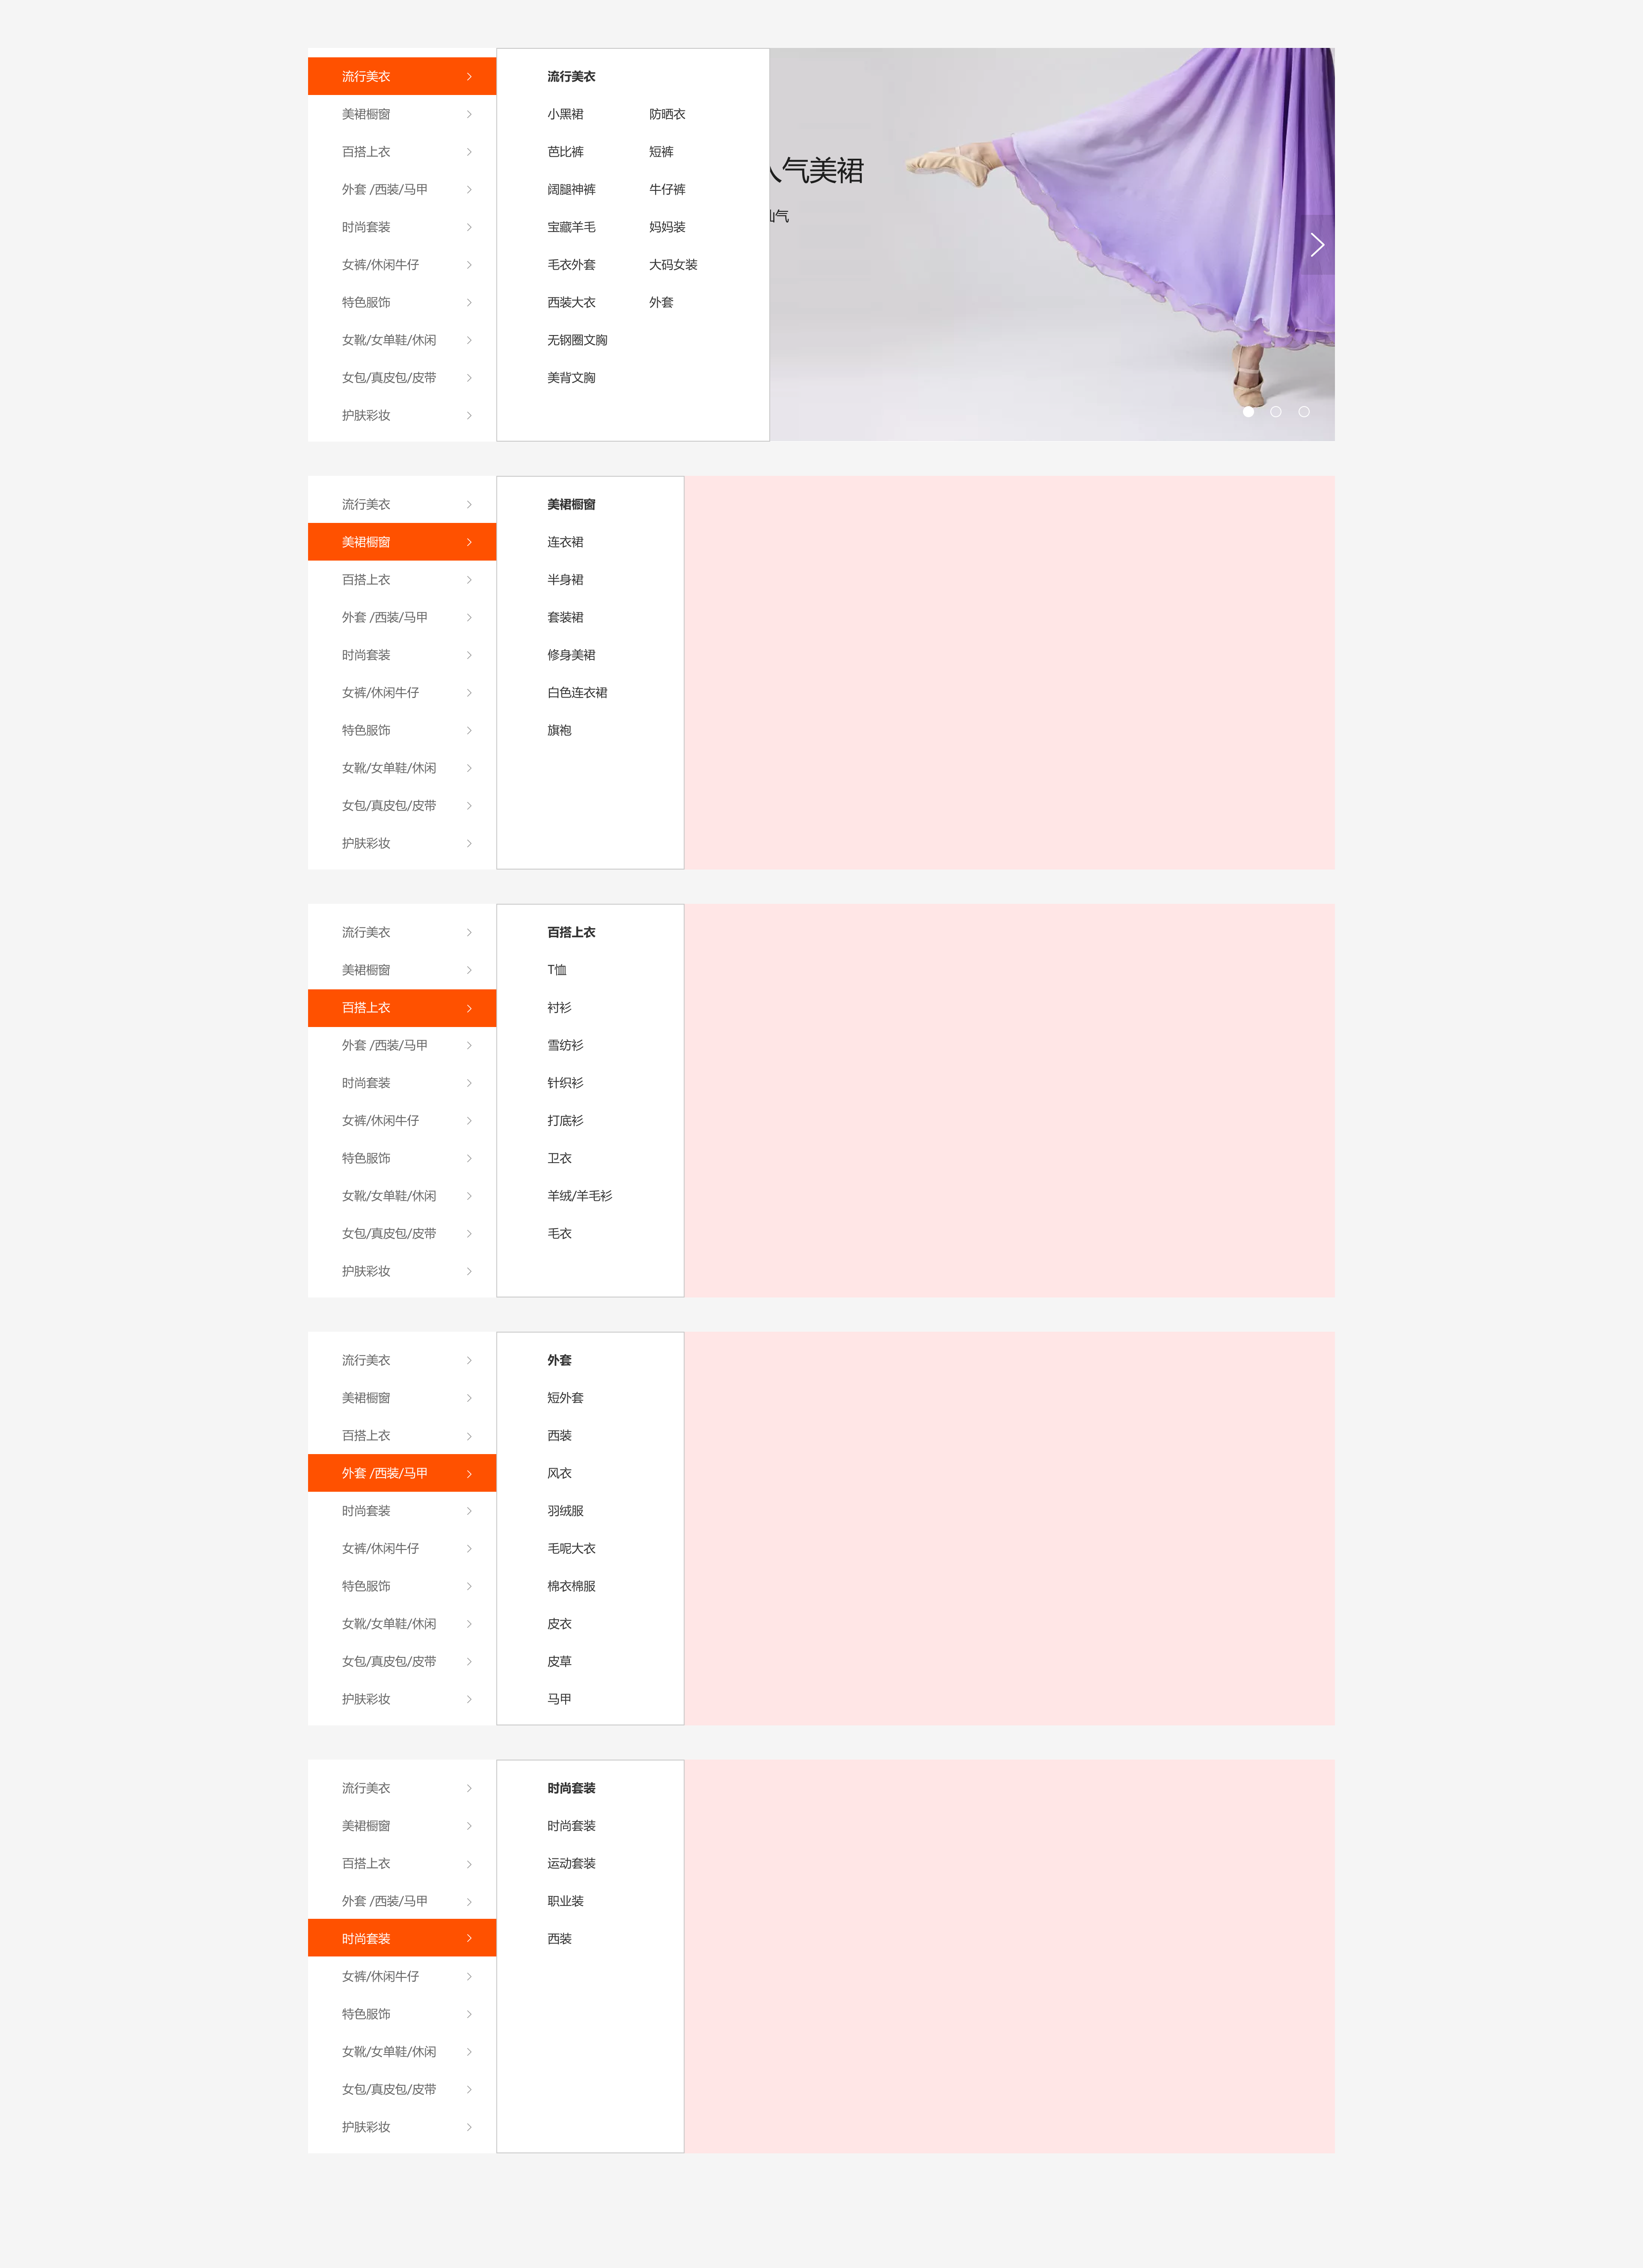 流行美衣
美裙橱窗
百搭上衣
外套 /西装/马甲
时尚套装
女裤/休闲牛仔
特色服饰
女靴/女单鞋/休闲
女包/真皮包/皮带
护肤彩妆
流行美衣
小黑裙 防晒衣
芭比裤 短裤
阔腿神裤 牛仔裤
宝藏羊毛 妈妈装
毛衣外套 大码女装
西装大衣 外套
无钢圈文胸
美背文胸
人气美裙
仙气
流行美衣
美裙橱窗
百搭上衣
外套 /西装/马甲
时尚套装
女裤/休闲牛仔
特色服饰
女靴/女单鞋/休闲
女包/真皮包/皮带
护肤彩妆
美裙橱窗
连衣裙
半身裙
套装裙
修身美裙
白色连衣裙
旗袍
流行美衣
美裙橱窗
百搭上衣
外套 /西装/马甲
时尚套装
女裤/休闲牛仔
特色服饰
女靴/女单鞋/休闲
女包/真皮包/皮带
护肤彩妆
百搭上衣
T恤
衬衫
雪纺衫
针织衫
打底衫
卫衣
羊绒/羊毛衫
毛衣
流行美衣
美裙橱窗
百搭上衣
外套 /西装/马甲
时尚套装
女裤/休闲牛仔
特色服饰
女靴/女单鞋/休闲
女包/真皮包/皮带
护肤彩妆
外套
短外套
西装
风衣
羽绒服
毛呢大衣
棉衣棉服
皮衣
皮草
马甲
流行美衣
美裙橱窗
百搭上衣
外套 /西装/马甲
时尚套装
女裤/休闲牛仔
特色服饰
女靴/女单鞋/休闲
女包/真皮包/皮带
护肤彩妆
时尚套装
时尚套装
运动套装
职业装
西装